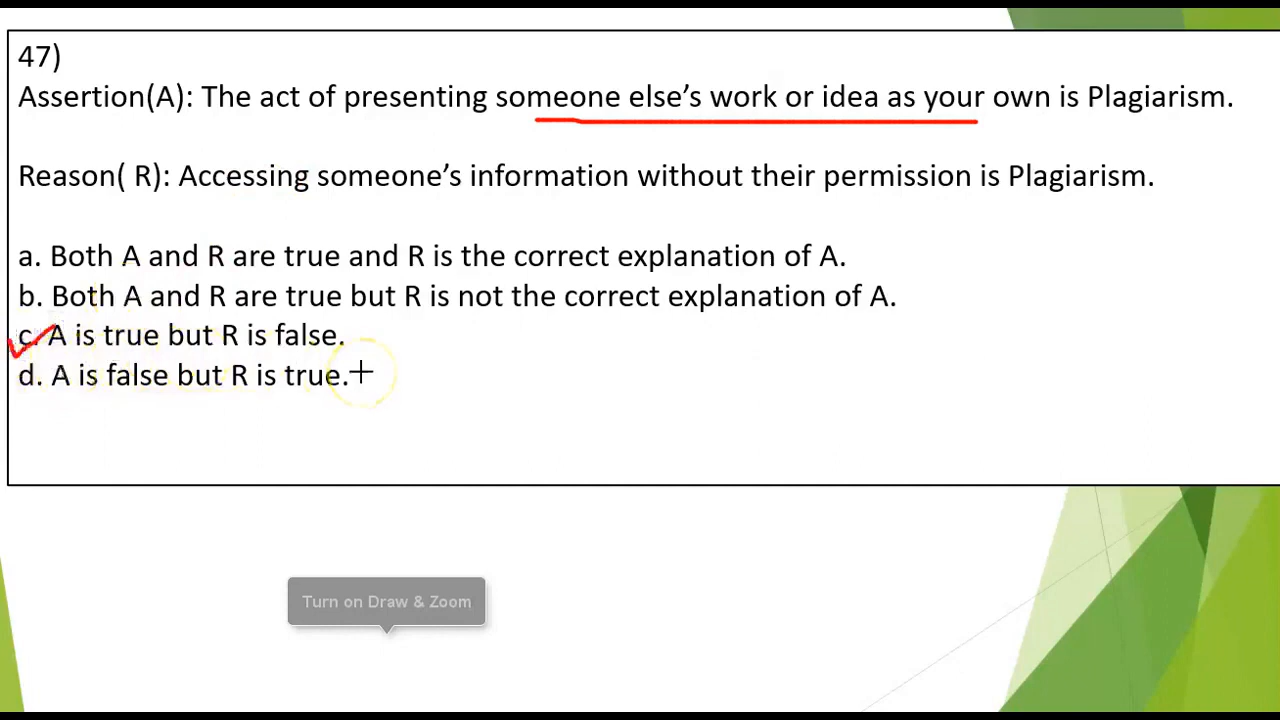 47)
Assertion(A): The act of presenting someone else’s work or idea as your own is Plagiarism.
Reason( R): Accessing someone’s information without their permission is Plagiarism.
a. Both A and R are true and R is the correct explanation of A.
b. Both A and R are true but R is not the correct explanation of A.
c. A is true but R is false.
d. A is false but R is true.
Turn on Draw & Zoom